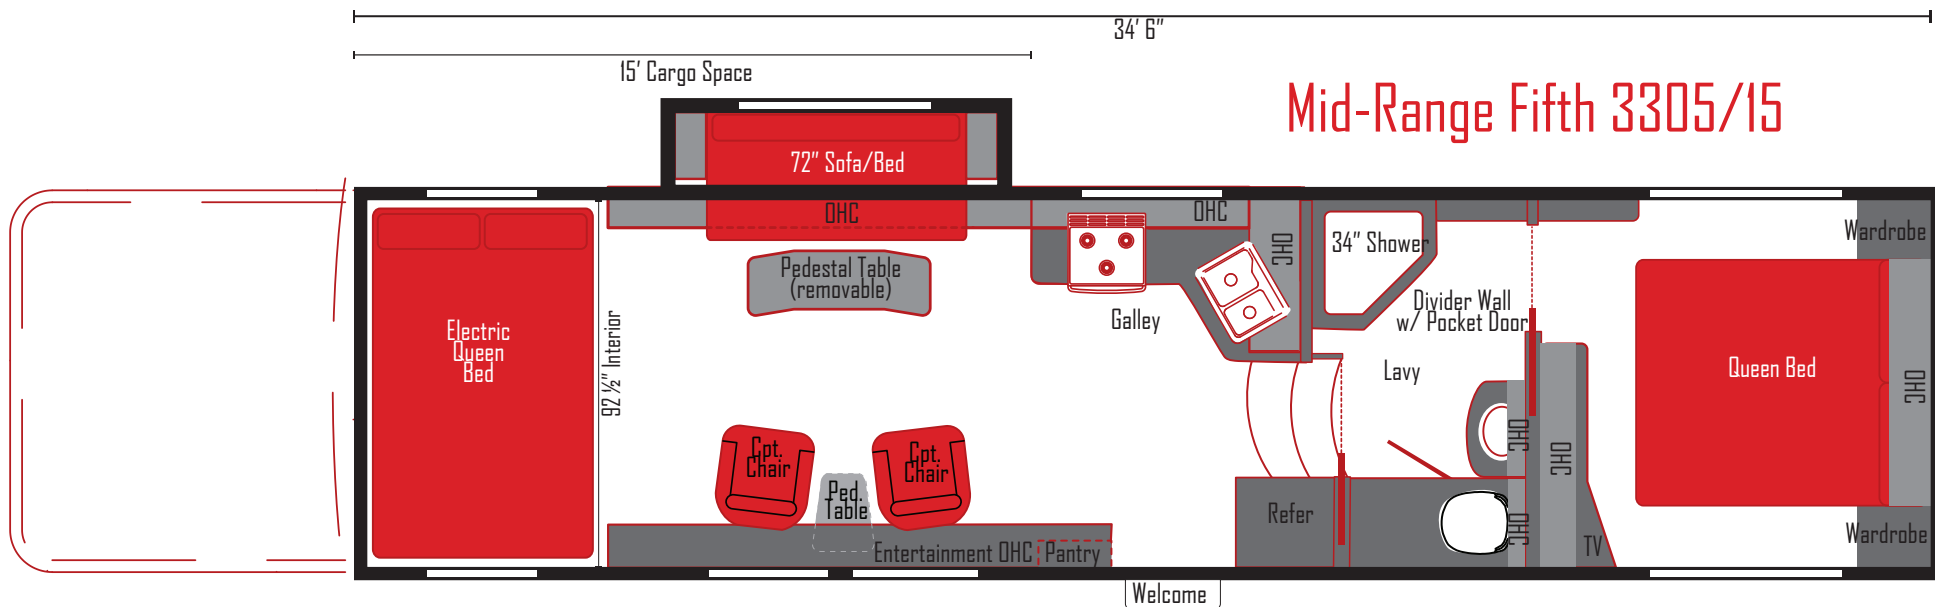 34' 6"
15' Cargo Space
Mid-Range Fifth 3305/15
72" Sofa/Bed
OHC
OHC
OHC
34" Shower
Wardrobe
Pedestal Table
(removable)
Electric
Queen
Bed
92 ½" Interior
Galley
Divider Wall
w/ Pocket Door
Lavy
Queen Bed
OHC
Cpt.
Chair
Cpt.
Chair
Ped.
Table
OHC
OHC
OHC
Refer
TV
Wardrobe
Entertainment OHC
Pantry
Welcome